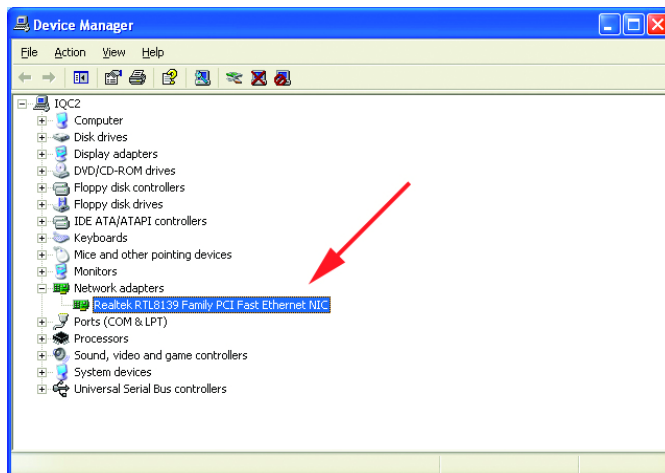 Device Manager
File Action View Help
IQC2
Computer
Disk drives
Display adapters
DVD/CD-ROM drives
Floppy disk controllers
Floppy disk drives
IDE ATA/ATAPI controllers
Keyboards
Mice and other pointing devices
Monitors
Network adapters
Realtek RTL8139 Family PCI Fast Ethernet NIC
Ports (COM & LPT)
Processors
Sound, video and game controllers
System devices
Universal Serial Bus controllers